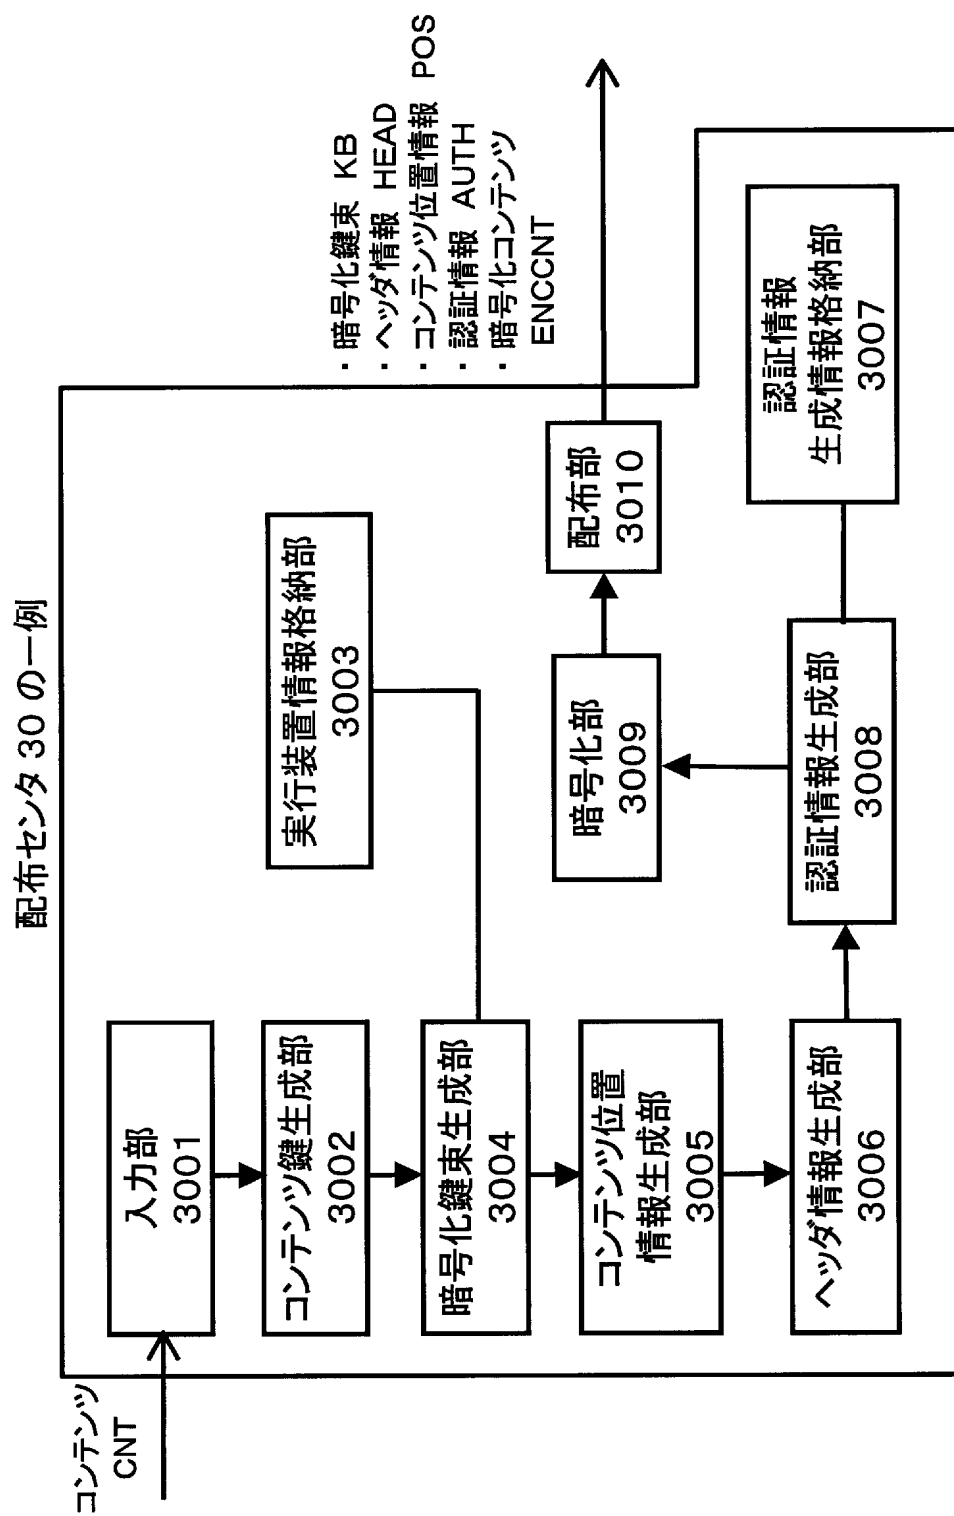 配布センタ 30 の一例
コンテンツ
CNT
入力部
3001
コンテンツ鍵生成部
3002
暗号化鍵束生成部
3004
コンテンツ位置
情報生成部
3005
ヘッダ情報生成部
3006
実行装置情報格納部
3003
暗号化部
3009
認証情報生成部
3008
配布部
3010
認証情報
生成情報格納部
3007
・ 暗号化鍵束 KB
・ ヘッダ情報 HEAD
・ コンテンツ位置情報 POS
・ 認証情報 AUTH
・ 暗号化コンテンツ
ENCCNT